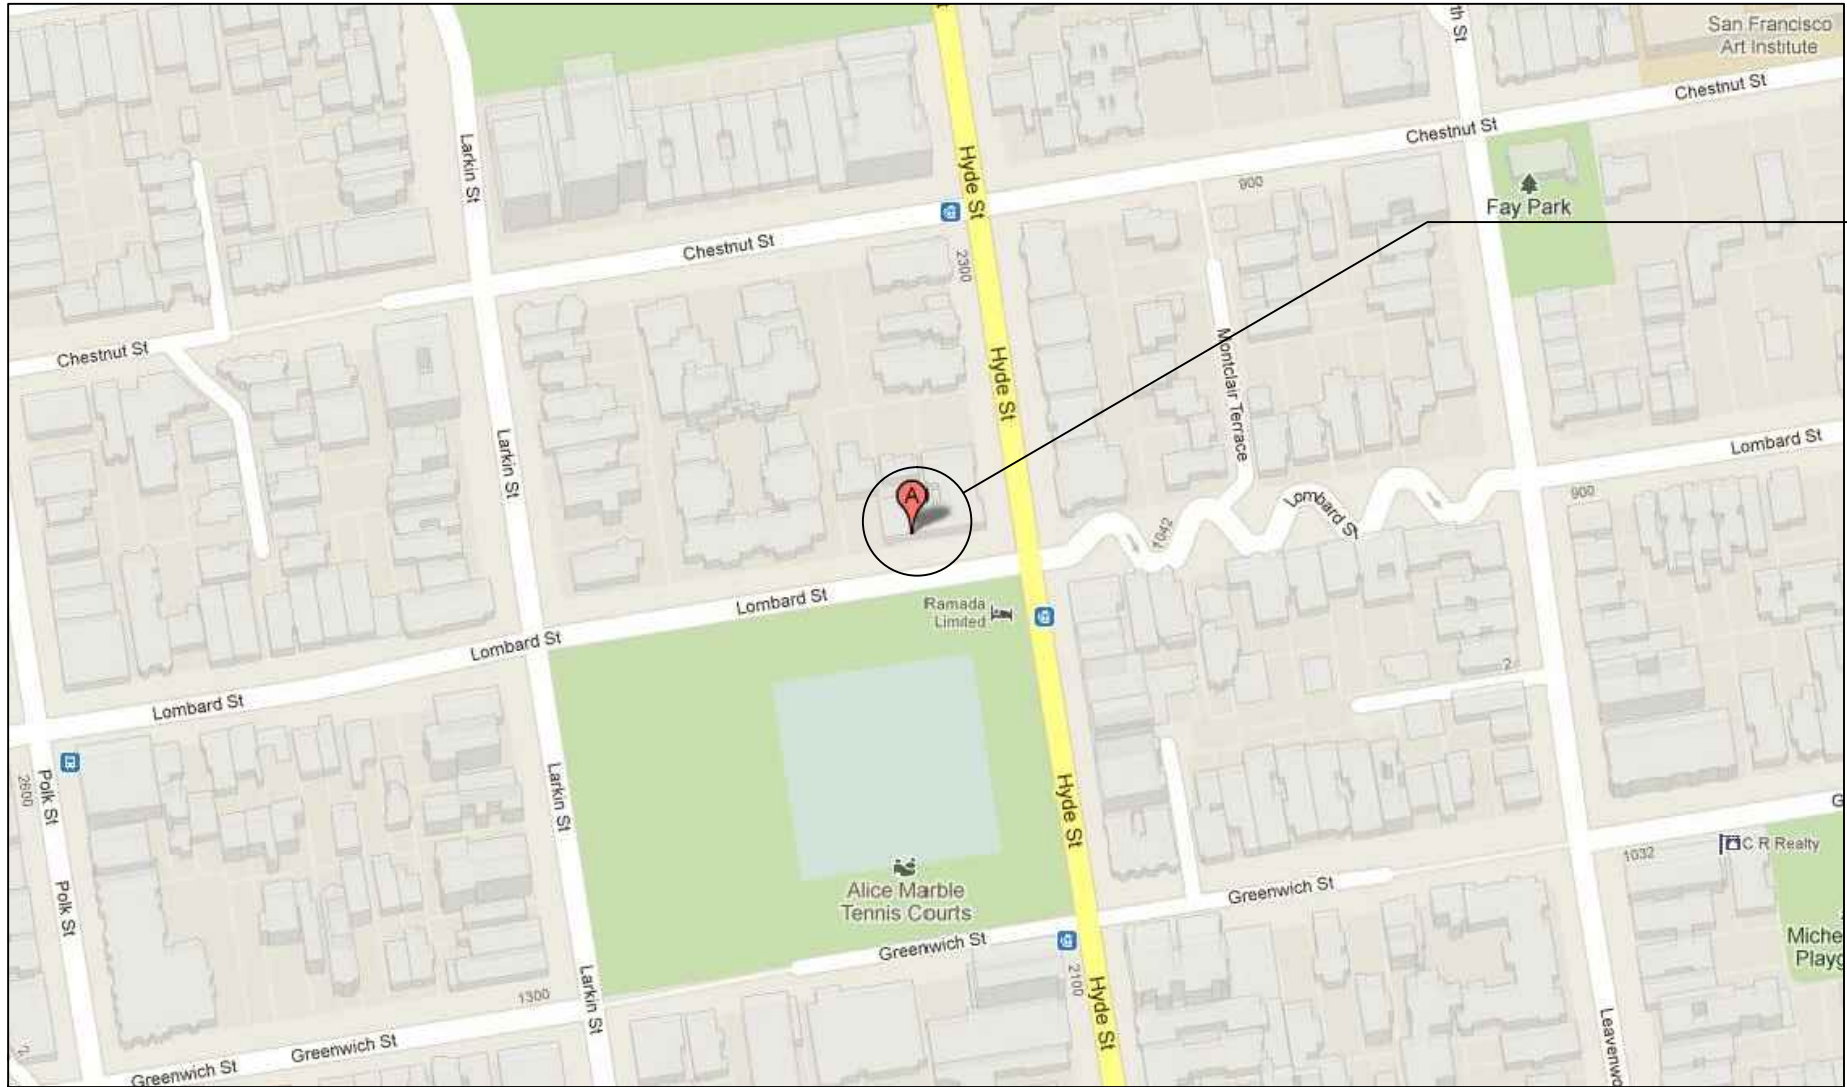 San Francisco
Art Institute
Chestnut St
Chestnut St
Larkin St
Hyde St
900
Fay Park
Chestnut St
2300
Chestnut St
Hyde St
Montclair Terrace
Larkin St
Lombard St
A
900
Lombard St
1042
Lombard St
Ramada
Limited
Lombard St
Lombard St
2
Polk St
2600
Larkin St
Hyde St
C R Realty
1032
Alice Marble
Tennis Courts
Greenwich St
Polk St
Greenwich St
2100
Hyde St
Larkin St
1300
Greenwich St
Greenwich St